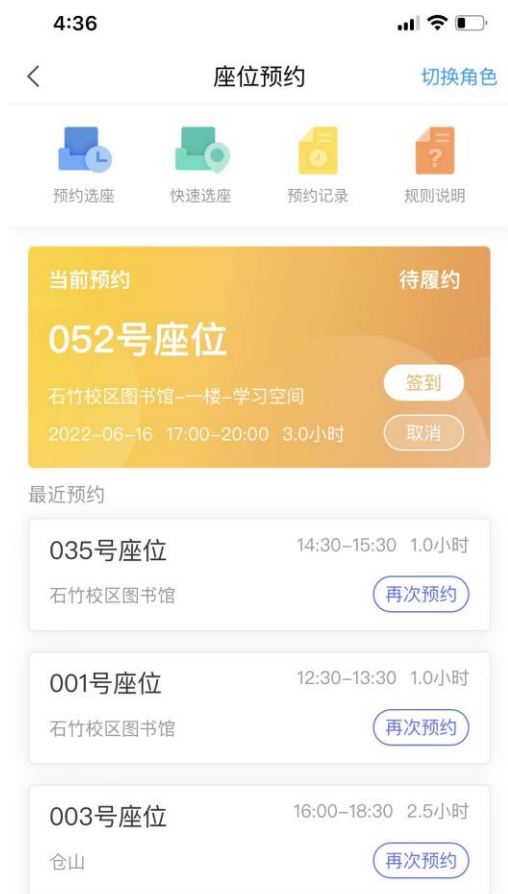 4:36
座位预约
切换角色
预约选座
快速选座
预约记录
规则说明
当前预约
待履约
052号座位
石竹校区图书馆-一楼-学习空间
签到
2022-06-16 17:00-20:00 3.0小时
取消
最近预约
035号座位
14:30-15:30 1.0小时
石竹校区图书馆
再次预约
001号座位
12:30-13:30 1.0小时
石竹校区图书馆
再次预约
003号座位
16:00-18:30 2.5小时
仓山
再次预约